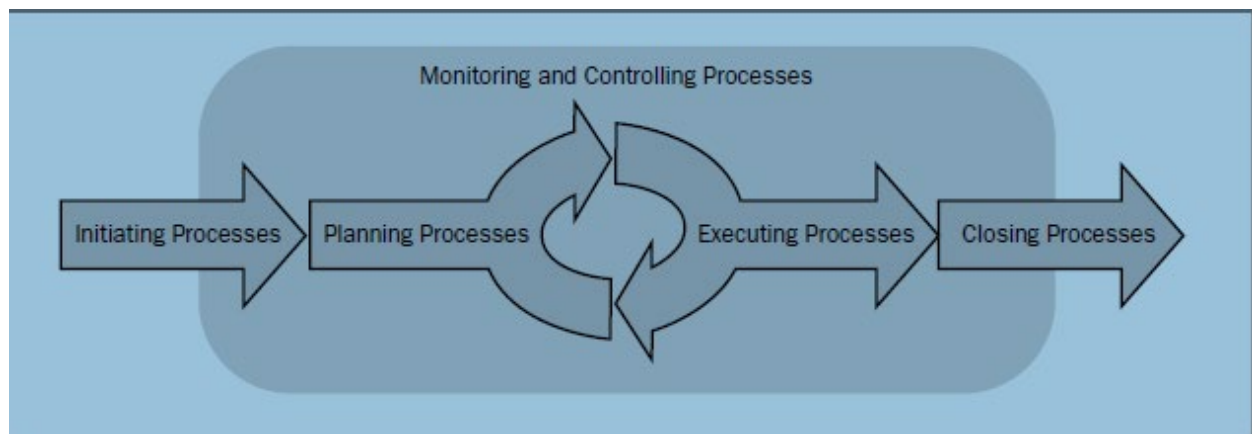 Monitoring and Controlling Processes
Initiating Processes
Planning Processes
Executing Processes
Closing Processes